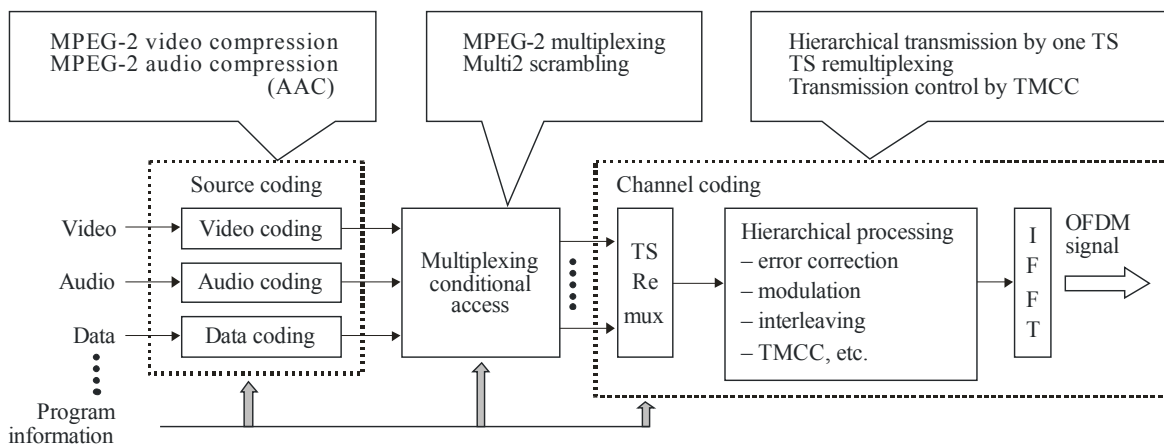 MPEG-2 video compression
MPEG-2 audio compression
(AAC)
MPEG-2 multiplexing
Multi2 scrambling
Hierarchical transmission by one TS
TS remultiplexing
Transmission control by TMCC
Source coding
Video
Video coding
Audio
Audio coding
Data
Data coding
Program
information
Multiplexing
conditional
access
Channel coding
TS
Re
mux
Hierarchical processing
– error correction
– modulation
– interleaving
– TMCC, etc.
I
F
F
T
OFDM
signal